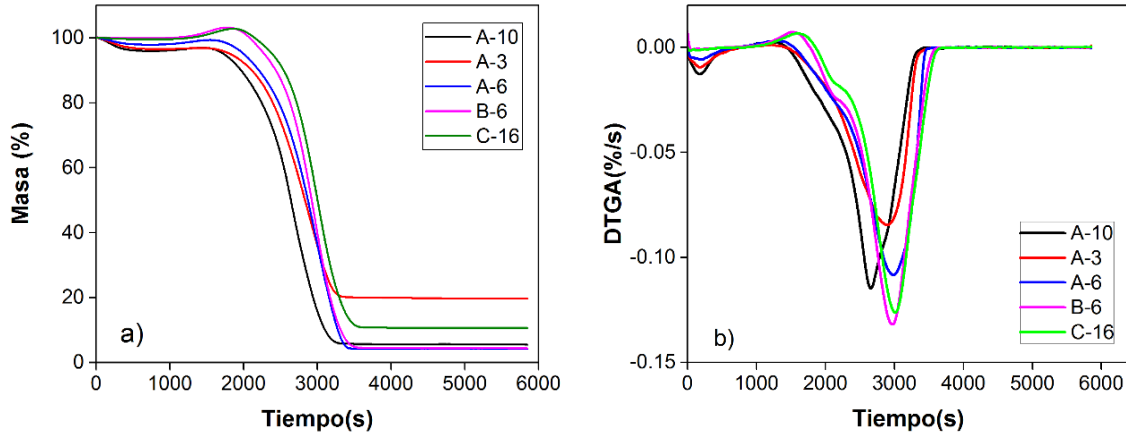 100
80
60
40
20
0
Masa (%)
0 1000 2000 3000 4000 5000 6000
Tiempo(s)
A-10
A-3
A-6
B-6
C-16
a)
0.00
-0.05
-0.10
-0.15
DTGA(%/s)
0 1000 2000 3000 4000 5000 6000
Tiempo(s)
A-10
A-3
A-6
B-6
C-16
b)